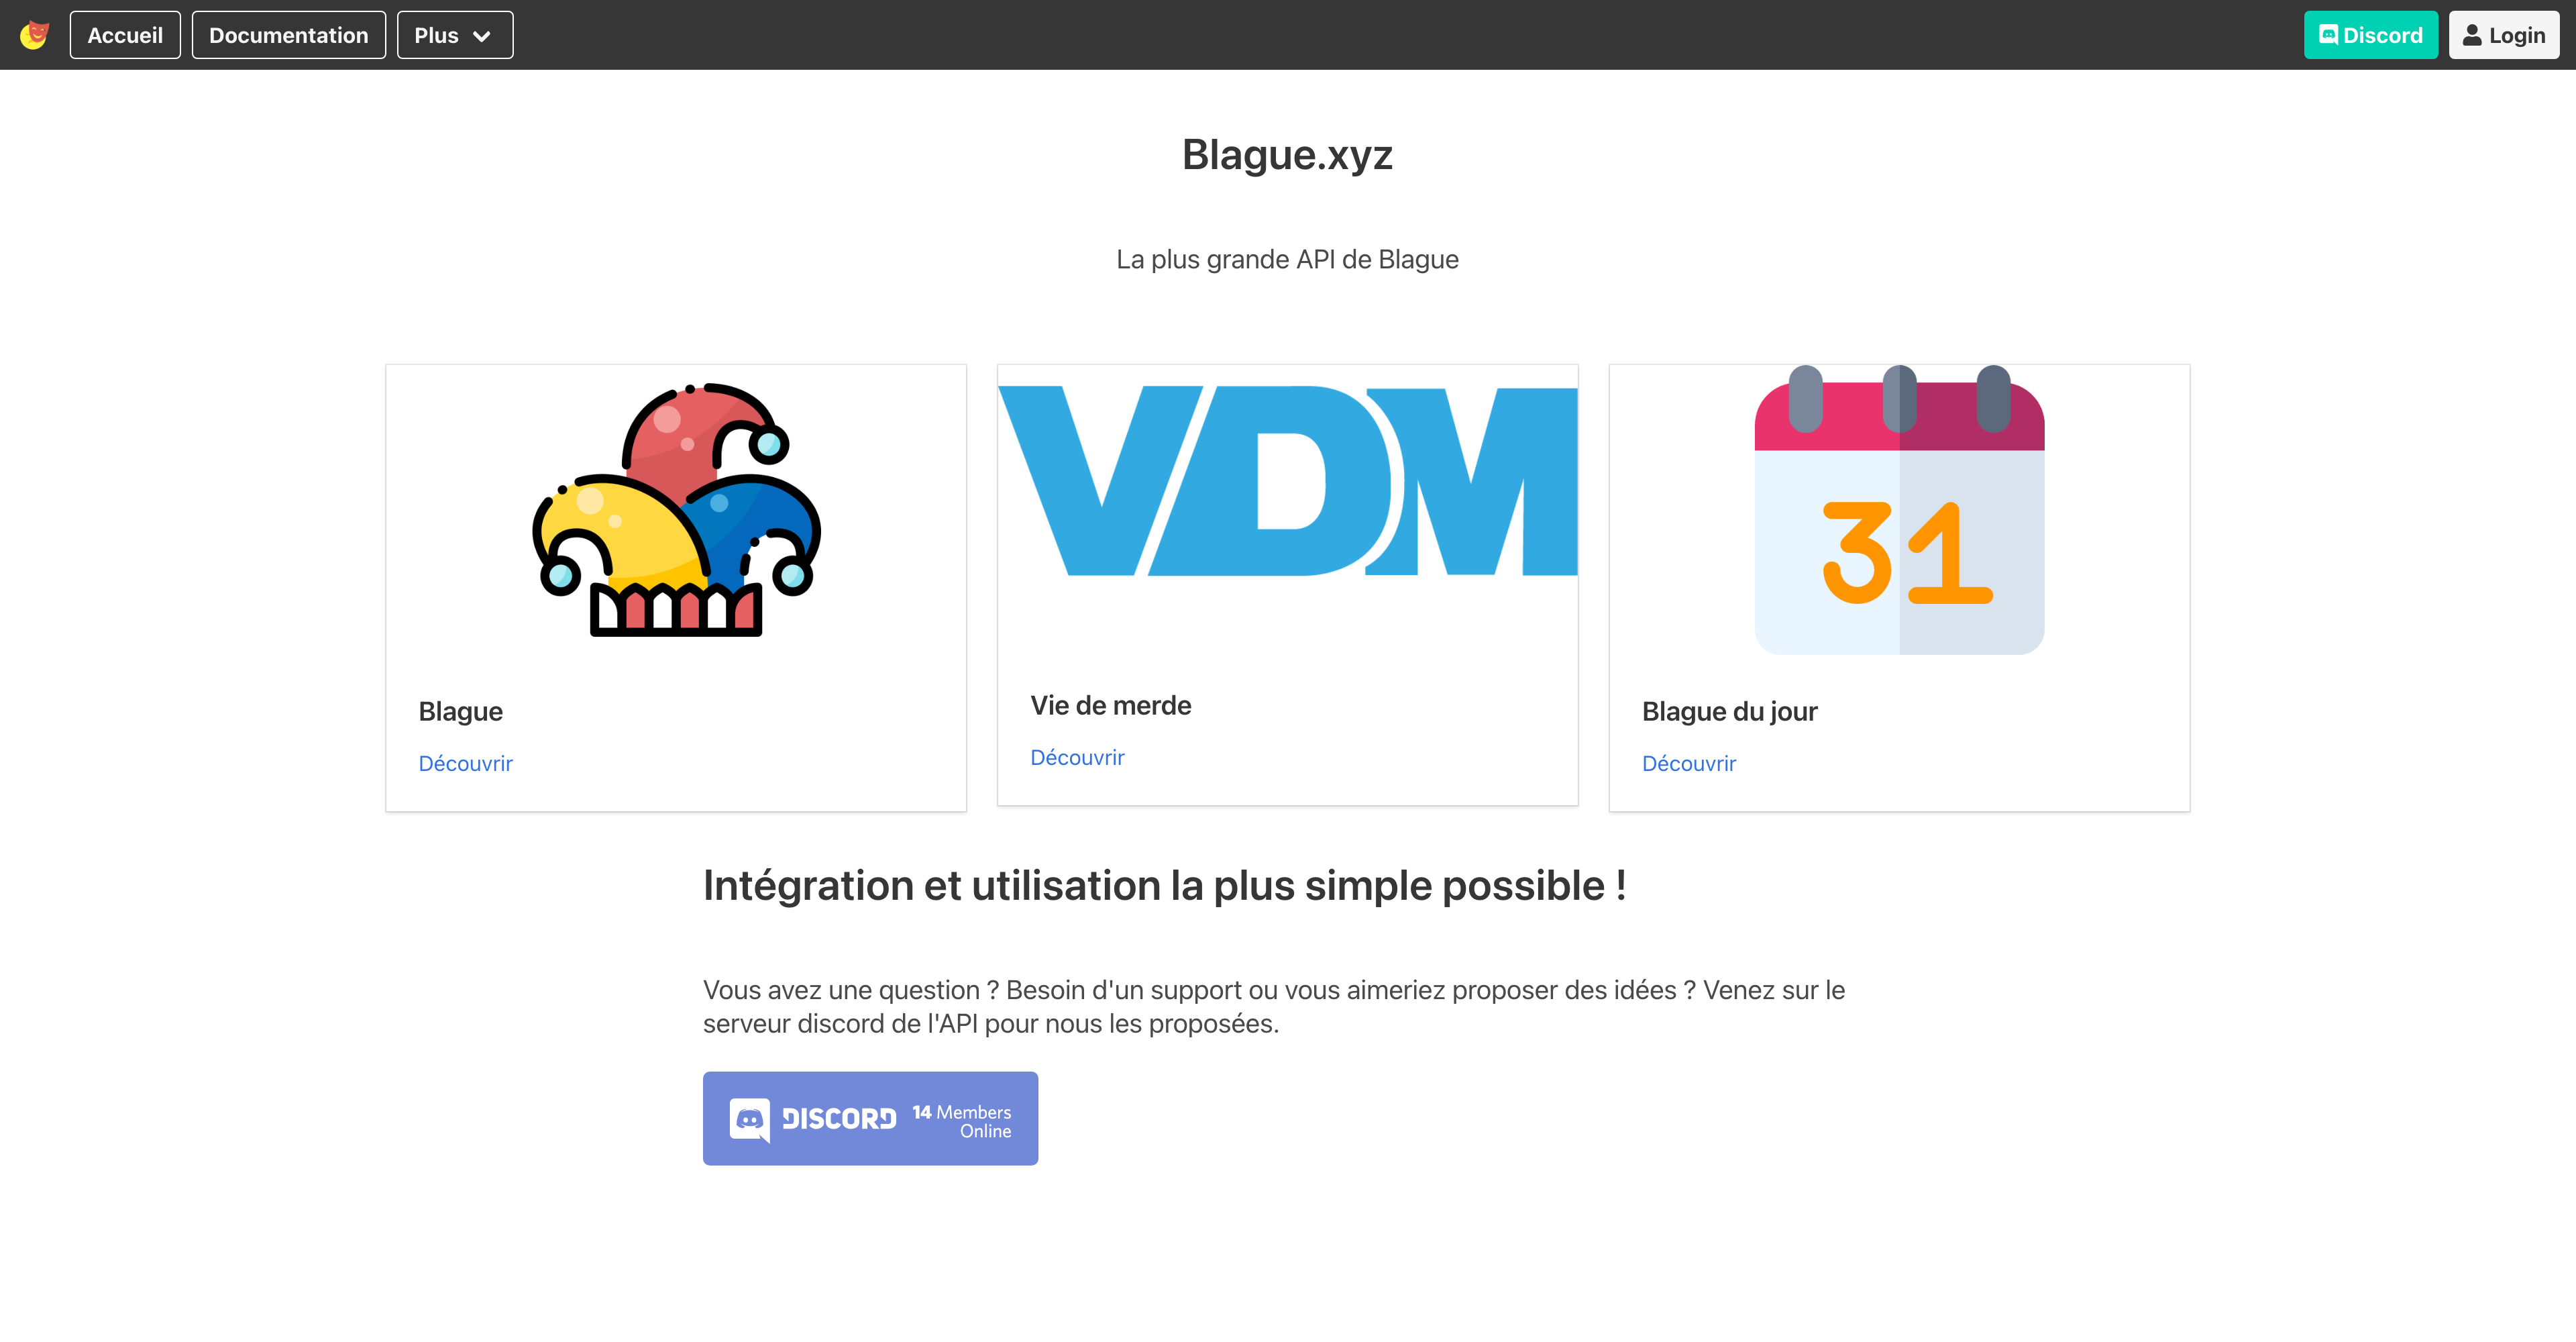 Accueil
Documentation
Plus
Discord
Login
Blague.xyz
La plus grande API de Blague
VDM
31
Blague
Découvrir
Vie de merde
Découvrir
Blague du jour
Découvrir
Intégration et utilisation la plus simple possible !
Vous avez une question ? Besoin d'un support ou vous aimeriez proposer des idées ? Venez sur le
serveur discord de l'API pour nous les proposées.
DISCORD
14 Members
Online